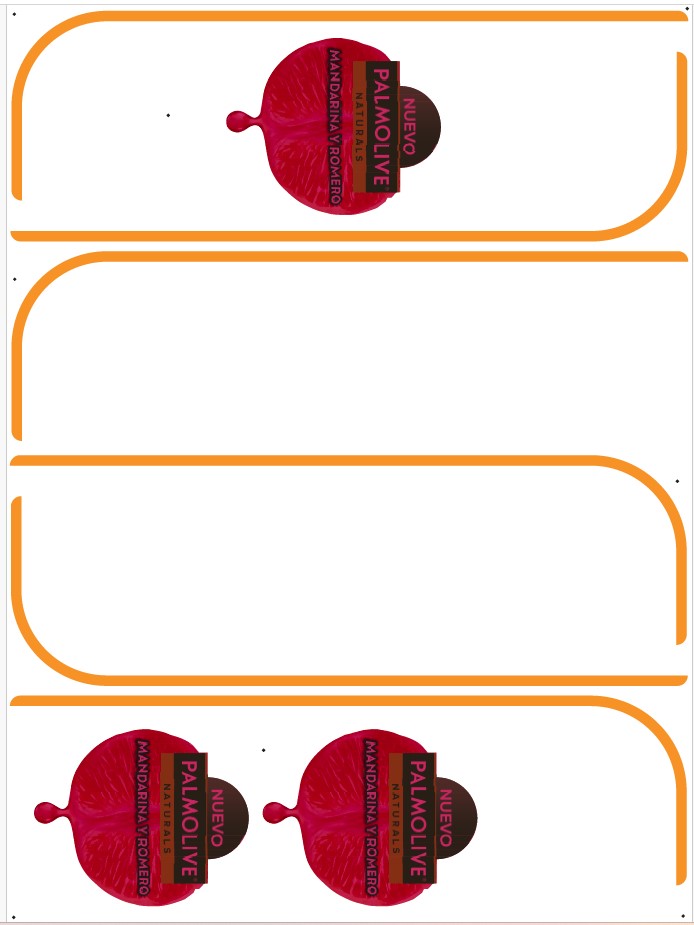 NUEVO
PALMOLIVE
NATURALS
MANDARINA Y ROMERO
NUEVO
PALMOLIVE
NATURALS
MANDARINA Y ROMERO
NUEVO
PALMOLIVE
NATURALS
MANDARINA Y ROMERO